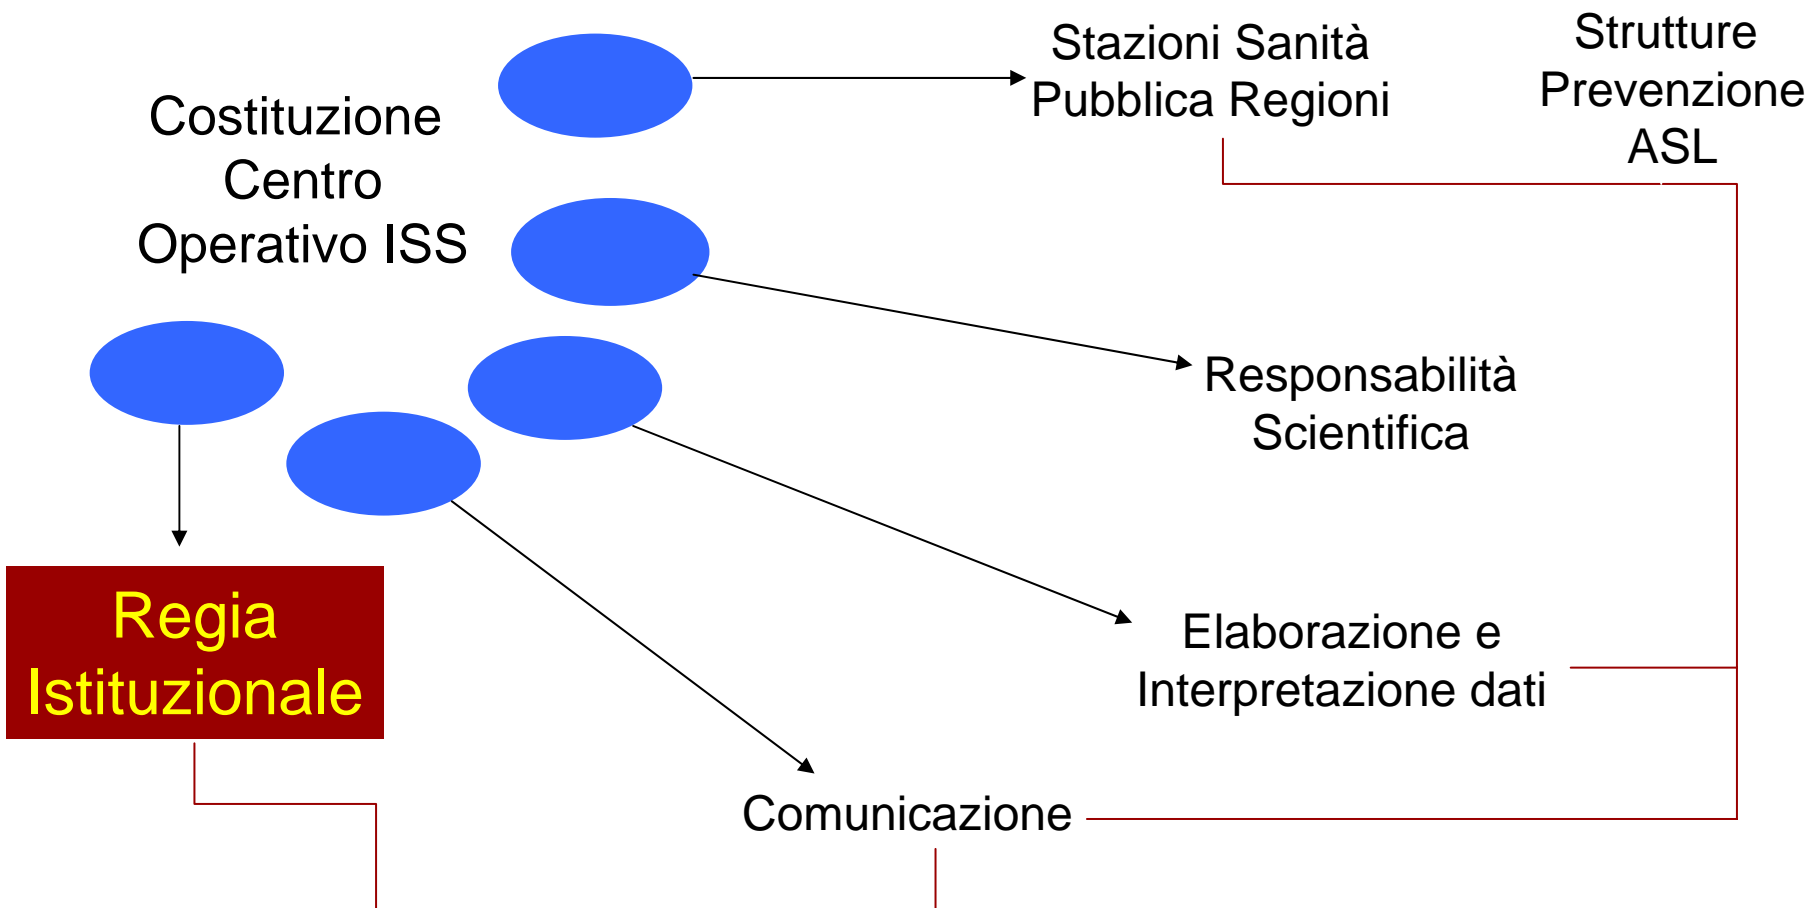 Costituzione
Centro
Operativo ISS
Stazioni Sanità
Pubblica Regioni
Strutture
Prevenzione
ASL
Responsabilità
Scientifica
Regia
Istituzionale
Elaborazione e
Interpretazione dati
Comunicazione